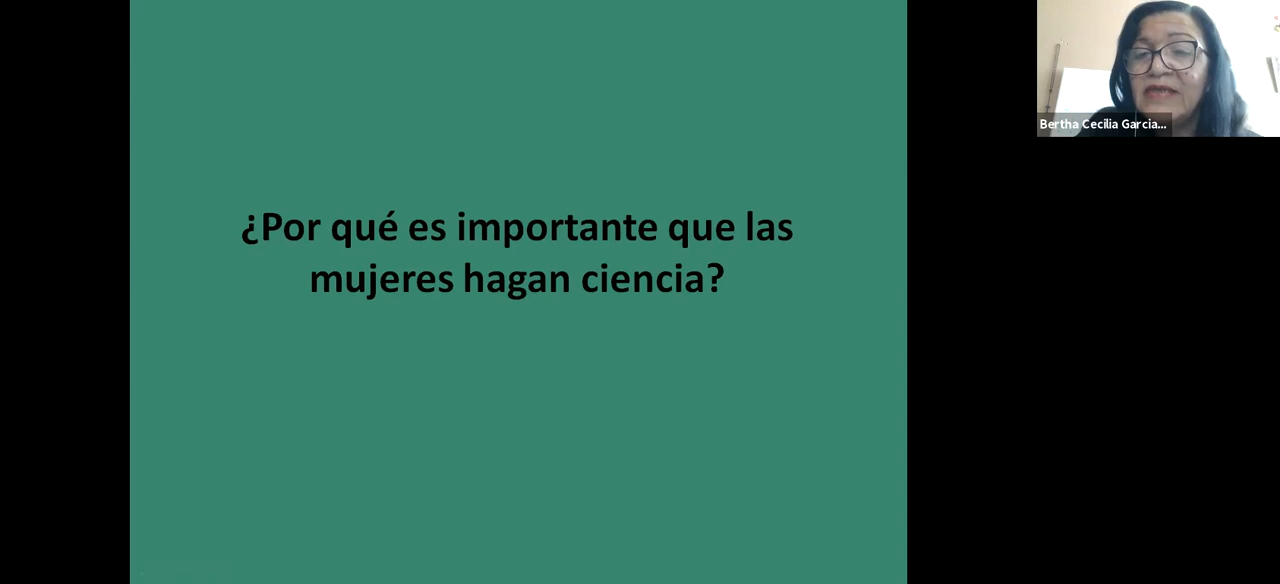 ¿Por qué es importante que las
mujeres hagan ciencia?
Bertha Cecilia Garcia...